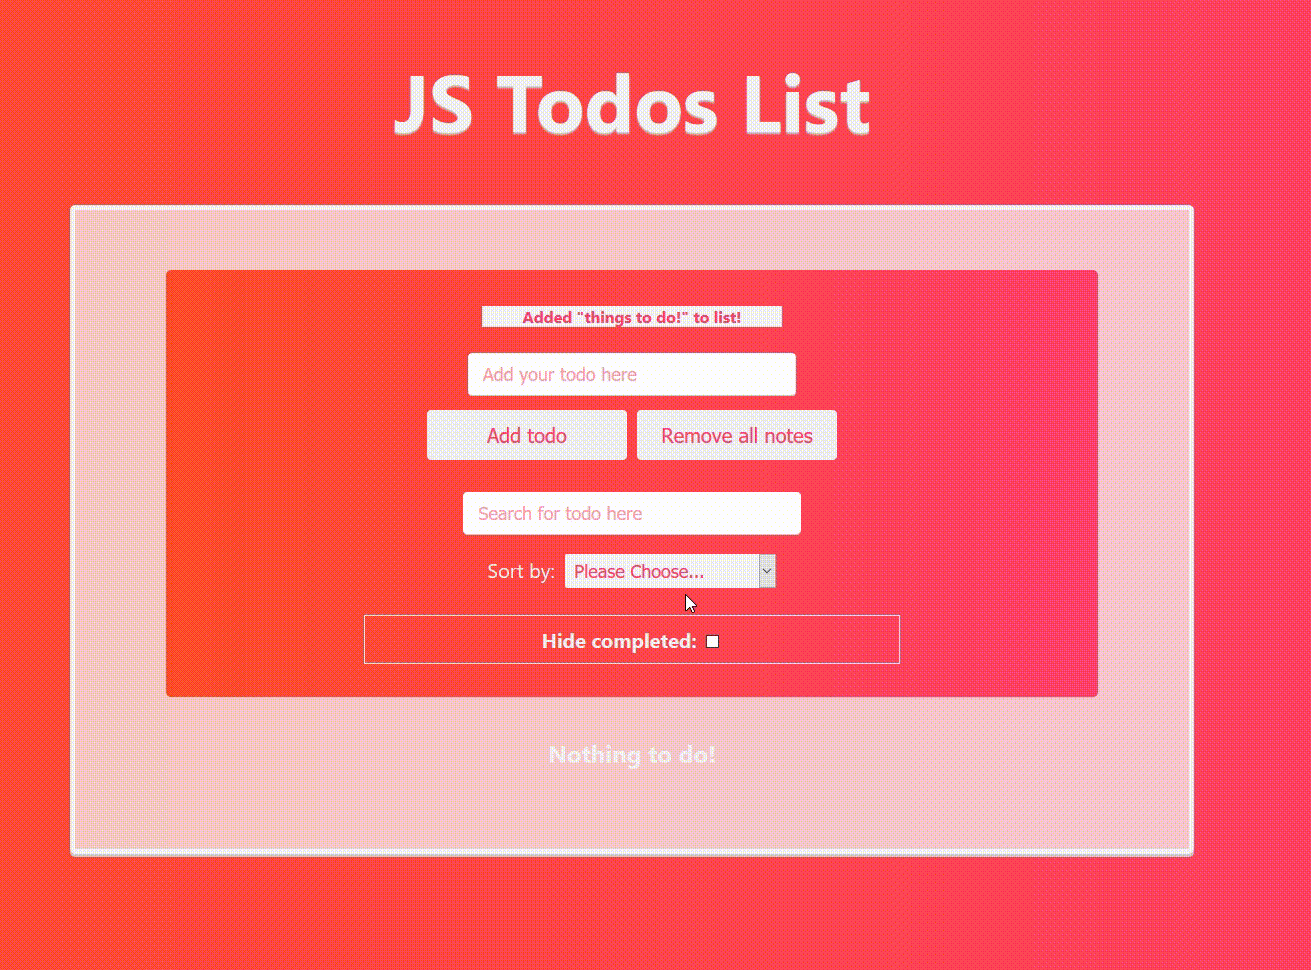 JS Todos List
Added "things to do!" to list!
Add your todo here
Add todo
Remove all notes
Search for todo here
Sort by: Please Choose...
Hide completed:
Nothing to do!